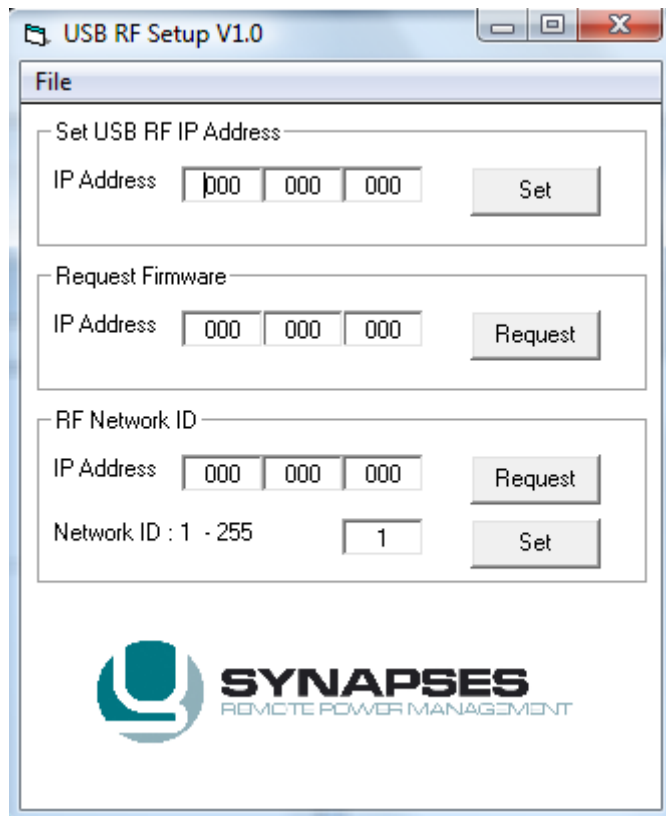 USB RF Setup V1.0
File
Set USB RF IP Address
IP Address 000 000 000 Set
Request Firmware
IP Address 000 000 000 Request
RF Network ID
IP Address 000 000 000 Request
Network ID : 1 - 255 1 Set
SYNAPSES
REMOTE POWER MANAGEMENT